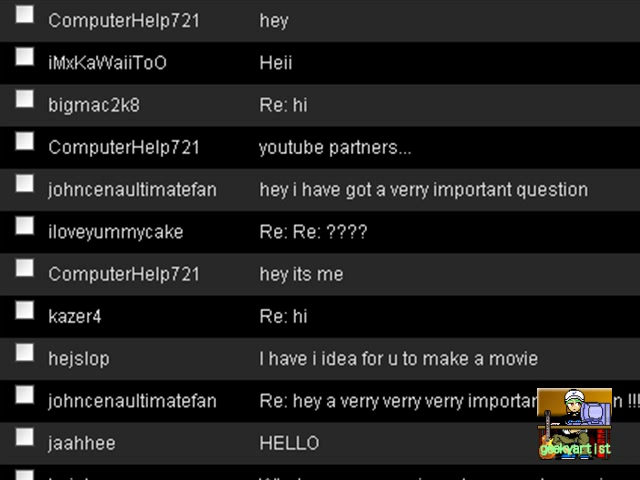 ComputerHelp721 hey
iMxKaWaiiToO Heii
bigmac2k8 Re: hi
ComputerHelp721 youtube partners...
johncenaultimatefan hey i have got a verry important question
iloveyummycake Re: Re: ????
ComputerHelp721 hey its me
kazer4 Re: hi
hejslop I have i idea for u to make a movie
johncenaultimatefan Re: hey a verry verry verry importan n !!!
geekyartist
jaahhee HELLO